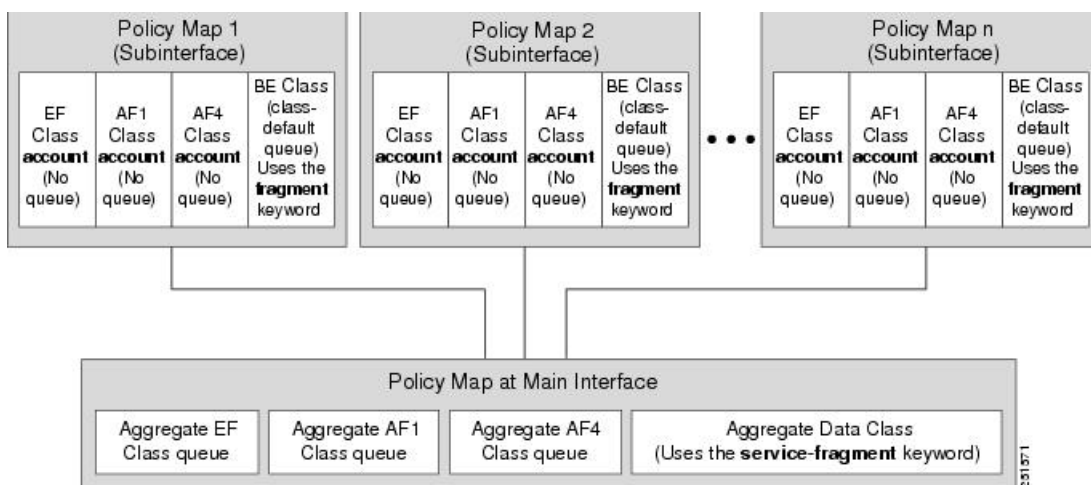 Policy Map 1
(Subinterface)
EF
Class
account
(No
queue)
AF1
Class
account
(No
queue)
AF4
Class
account
(No
queue)
BE Class
(class-
default
queue)
Uses the
fragment
keyword
Policy Map 2
(Subinterface)
EF
Class
account
(No
queue)
AF1
Class
account
(No
queue)
AF4
Class
account
(No
queue)
BE Class
(class-
default
queue)
Uses the
fragment
keyword
Policy Map n
(Subinterface)
EF
Class
account
(No
queue)
AF1
Class
account
(No
queue)
AF4
Class
account
(No
queue)
BE Class
(class-
default
queue)
Uses the
fragment
keyword
Policy Map at Main Interface
Aggregate EF
Class queue
Aggregate AF1
Class queue
Aggregate AF4
Class queue
Aggregate Data Class
(Uses the service-fragment keyword)